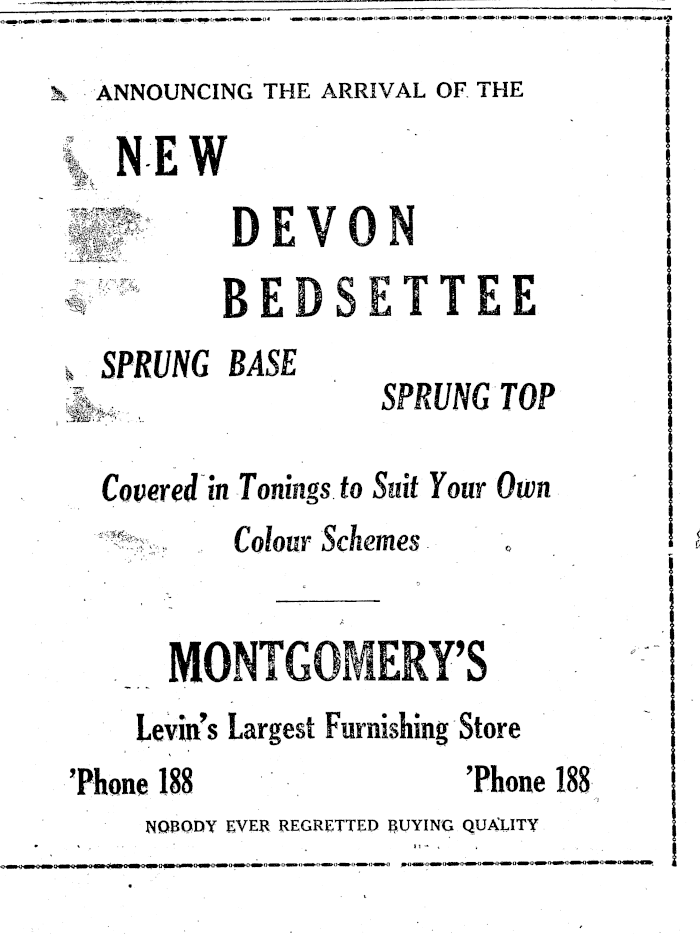 ANNOUNCING THE ARRIVAL OF THE
NEW
DEVON
BEDSETTEE
SPRUNG BASE
SPRUNG TOP
Covered in Tonings to Suit Your Own
Colour Schemes
MONTGOMERY'S
Levin's Largest Furnishing Store
'Phone 188 'Phone 188
NOBODY EVER REGRETTED BUYING QUALITY